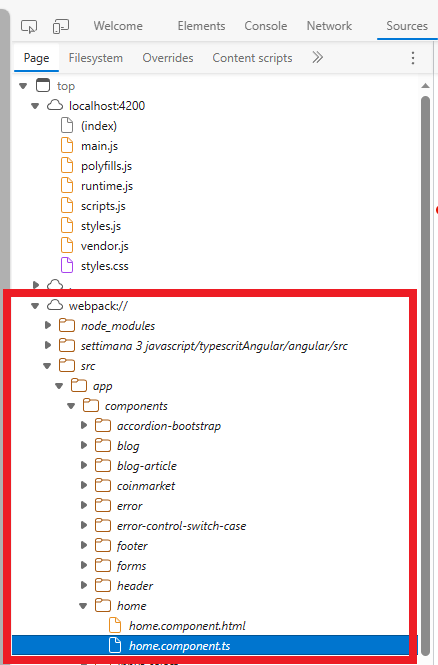 Welcome Elements Console Network Sources
Page Filesystem Overrides Content scripts
top
localhost:4200
(index)
main.js
polyfills.js
runtime.js
scripts.js
styles.js
vendor.js
styles.css
webpack://
node_modules
settimana 3 javascript/typescritAngular/angular/src
src
app
components
accordion-bootstrap
blog
blog-article
coinmarket
error
error-control-switch-case
footer
forms
header
home
home.component.html
home.component.ts